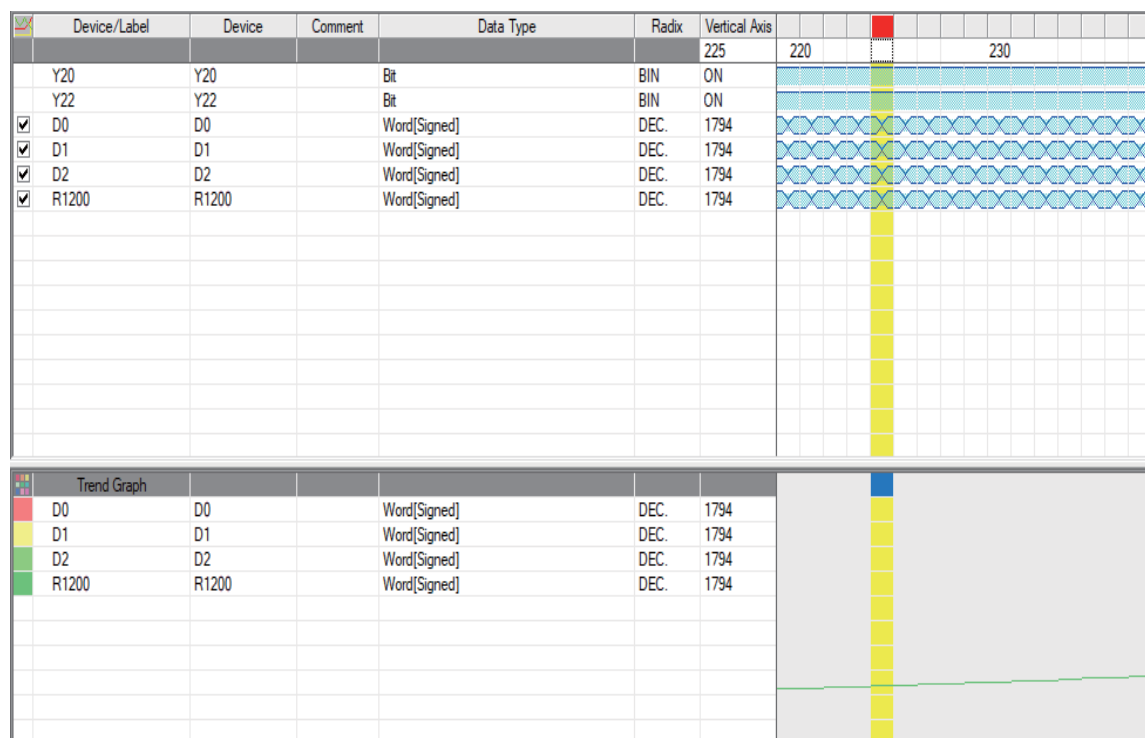 Device/Label Device Comment Data Type Radix Vertical Axis
225 220 230
Y20 Y20 Bit BIN ON
Y22 Y22 Bit BIN ON
D0 D0 Word[Signed] DEC. 1794
D1 D1 Word[Signed] DEC. 1794
D2 D2 Word[Signed] DEC. 1794
R1200 R1200 Word[Signed] DEC. 1794
Trend Graph
D0 D0 Word[Signed] DEC. 1794
D1 D1 Word[Signed] DEC. 1794
D2 D2 Word[Signed] DEC. 1794
R1200 R1200 Word[Signed] DEC. 1794